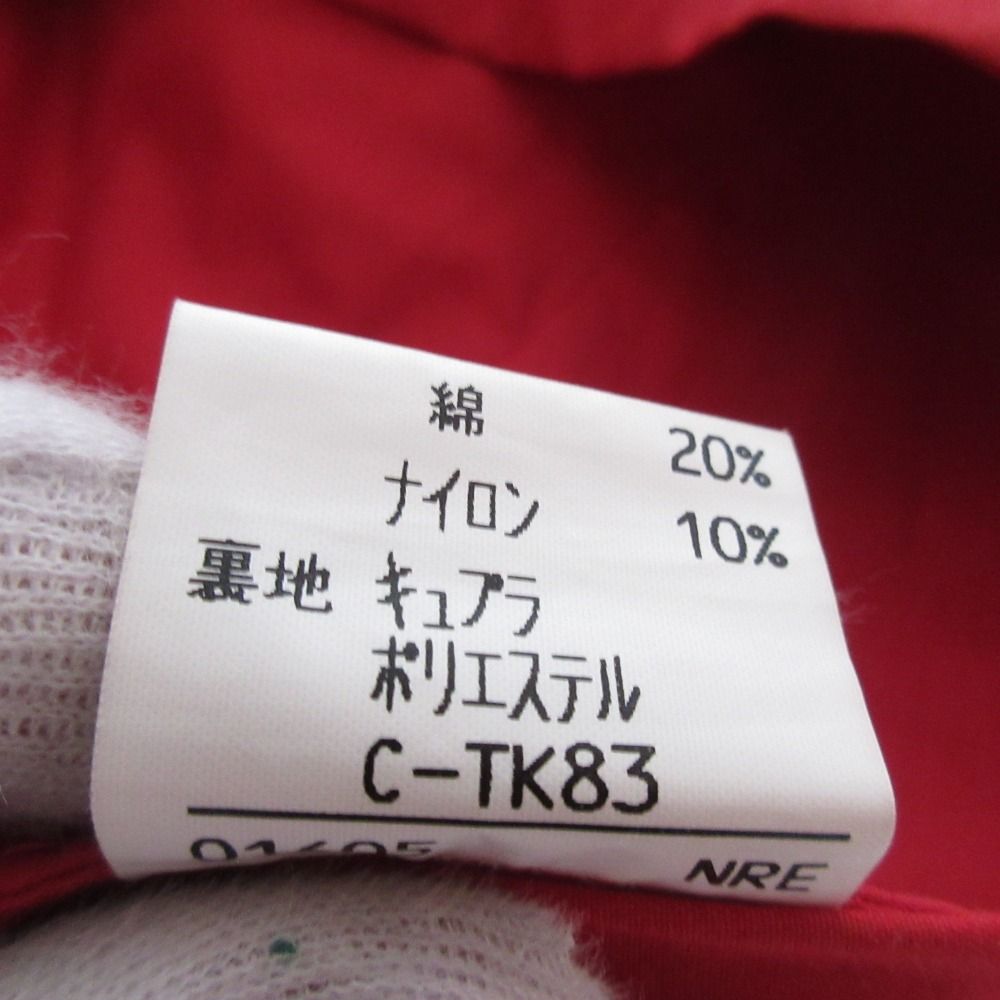 綿 20%
ナイロン 10%
裏地 キュプラ
ポリエステル
C-TK83
NRE